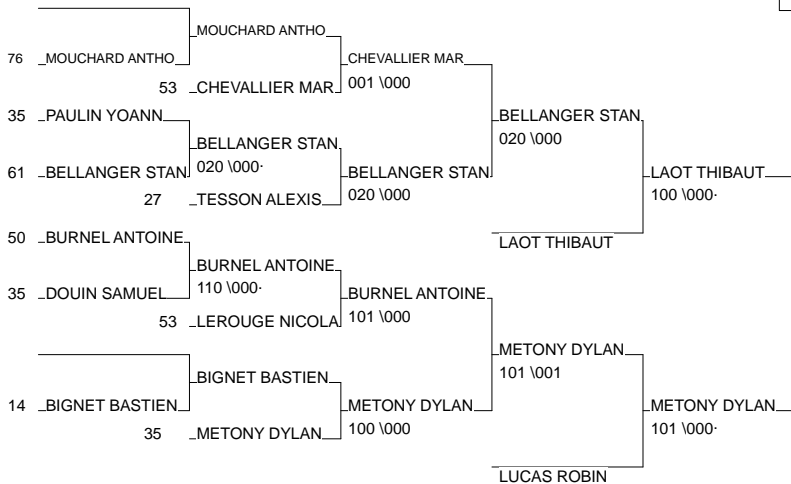 MOUCHARD ANTHO
76 MOUCHARD ANTHO
CHEVALLIER MAR
53 CHEVALLIER MAR
001 \000
35 PAULIN YOANN
BELLANGER STAN
020 \000
BELLANGER STAN
020 \000·
61 BELLANGER STAN
BELLANGER STAN
020 \000
LAOT THIBAUT
100 \000·
27 TESSON ALEXIS
50 BURNEL ANTOINE
LAOT THIBAUT
BURNEL ANTOINE
110 \000·
35 DOUIN SAMUEL
BURNEL ANTOINE
101 \000
53 LEROUGE NICOLA
METONY DYLAN
101 \001
BIGNET BASTIEN
14 BIGNET BASTIEN
METONY DYLAN
100 \000
METONY DYLAN
101 \000·
35 METONY DYLAN
LUCAS ROBIN